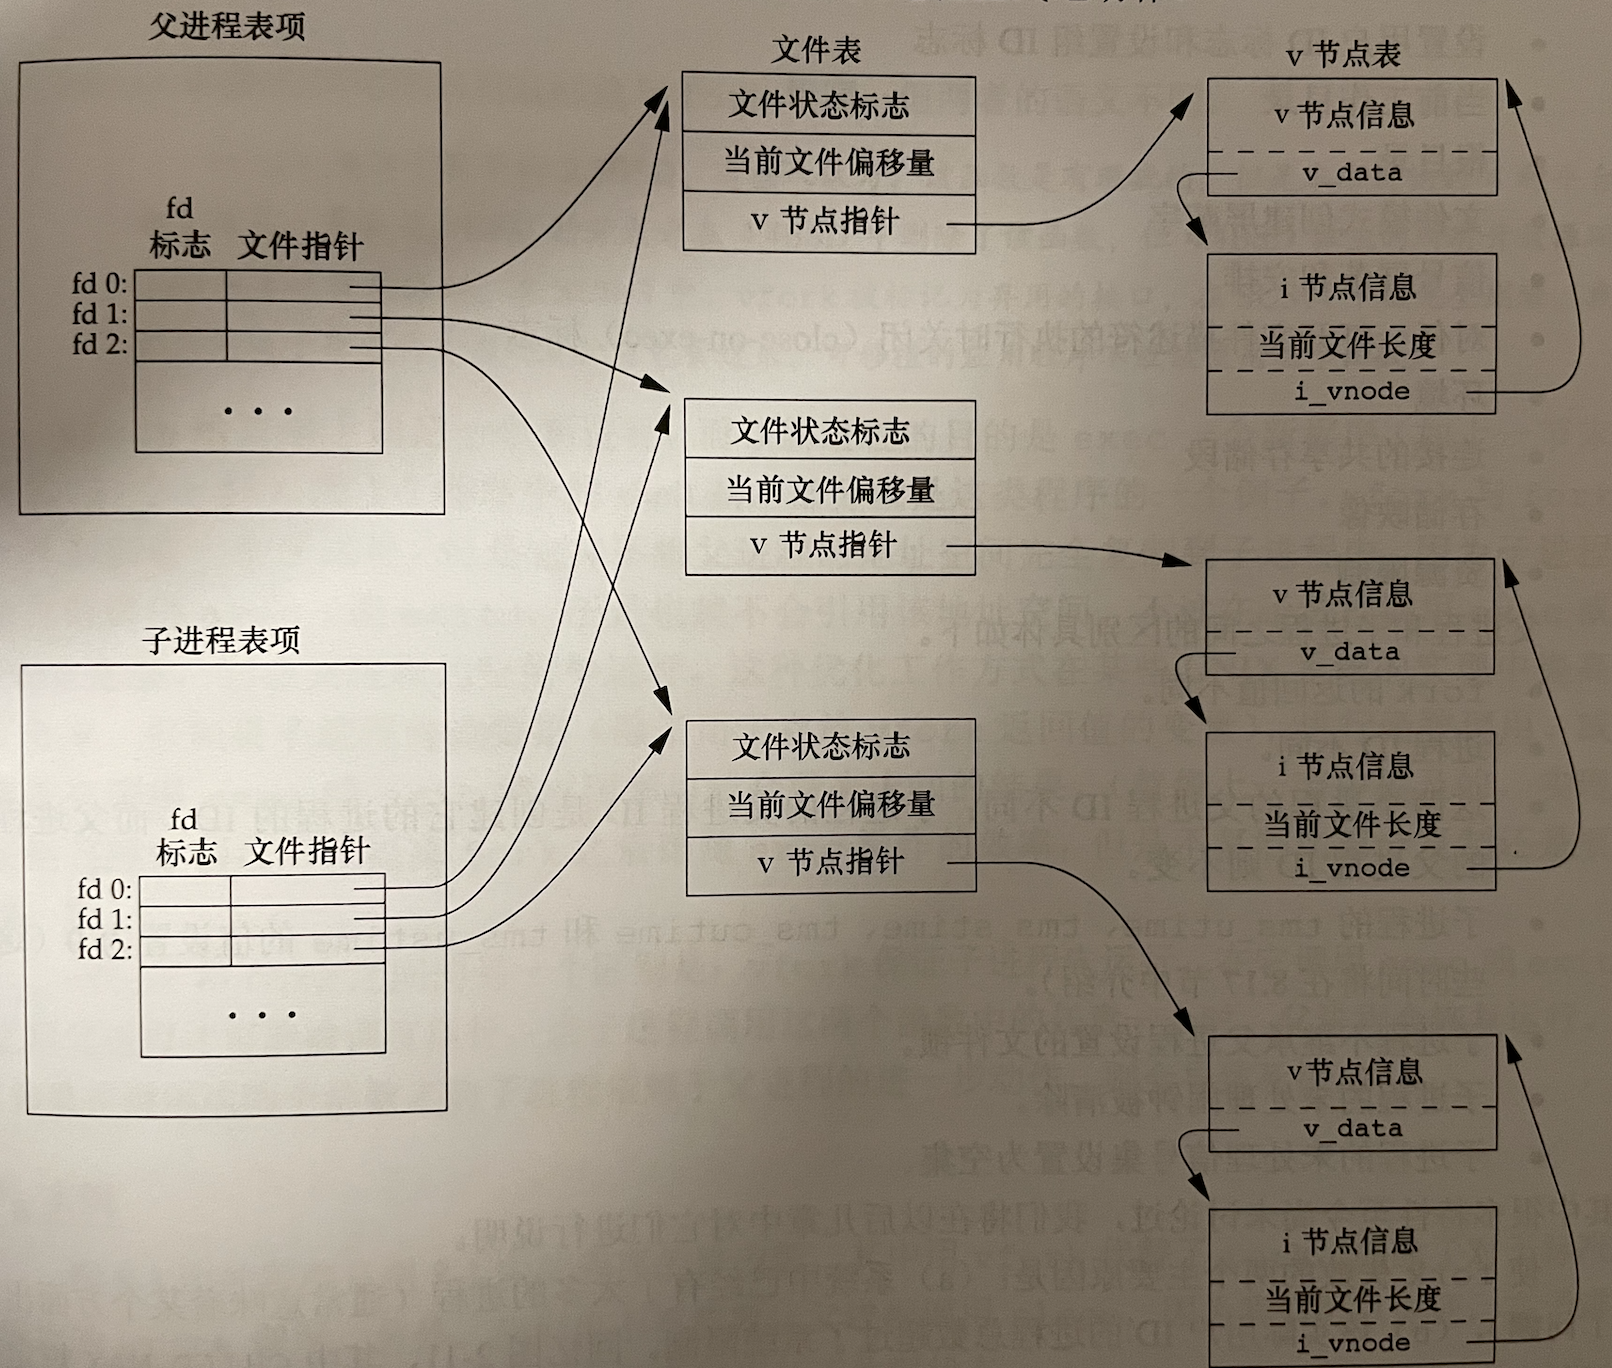 父进程表项
fd
标志 文件指针
fd 0:
fd 1:
fd 2:
...
子进程表项
fd
标志 文件指针
fd 0:
fd 1:
fd 2:
...
文件表
文件状态标志
当前文件偏移量
v 节点指针
文件状态标志
当前文件偏移量
v 节点指针
文件状态标志
当前文件偏移量
v 节点指针
v 节点表
v 节点信息
v_data
i 节点信息
当前文件长度
i_vnode
v 节点信息
v_data
i 节点信息
当前文件长度
i_vnode
v 节点信息
v_data
i 节点信息
当前文件长度
i_vnode